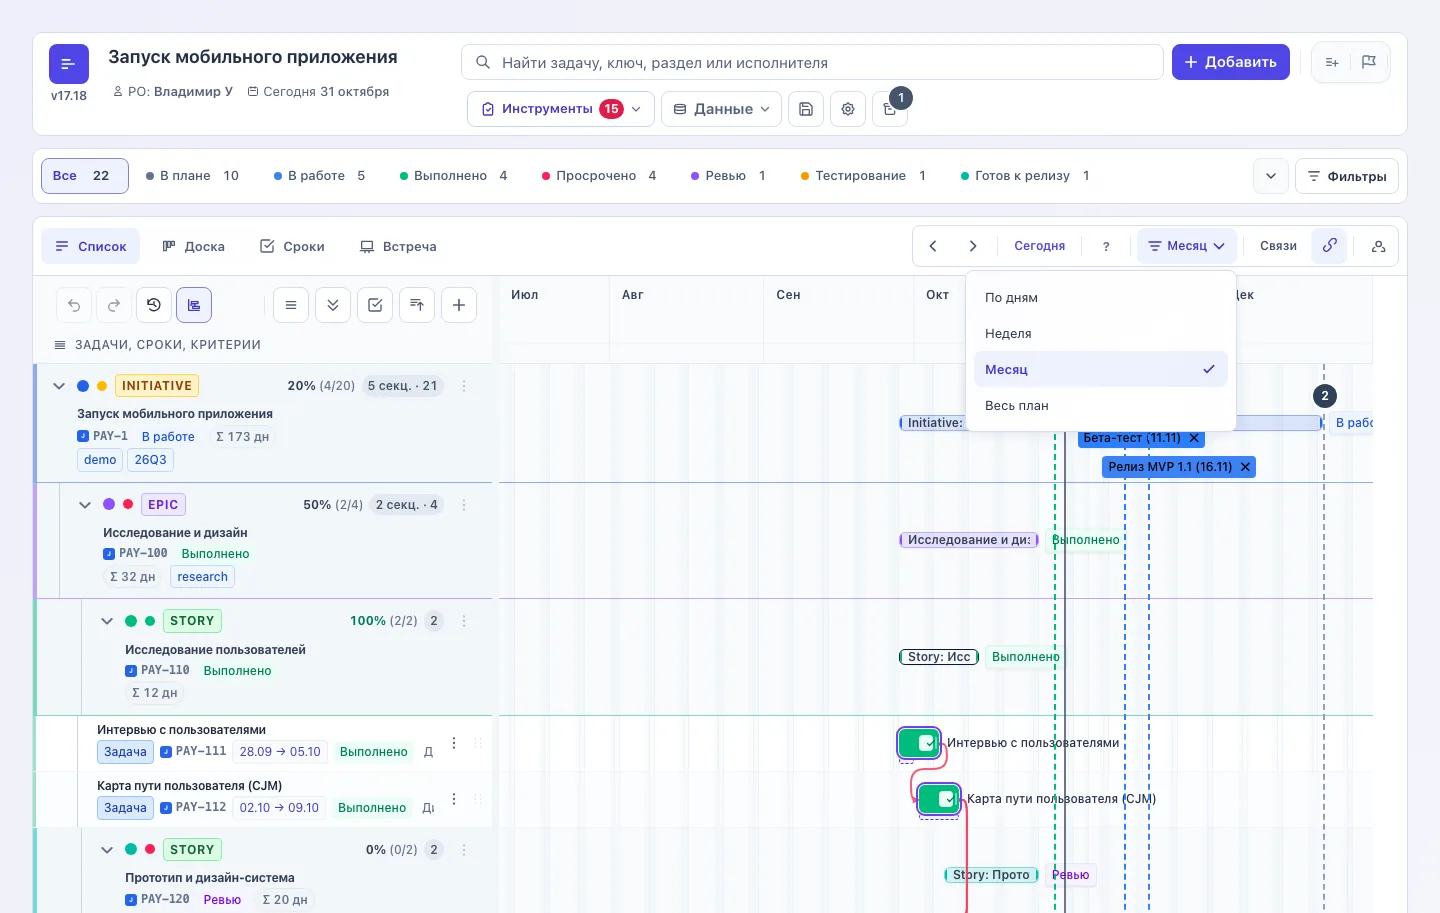 Запуск мобильного приложения
v17.18
PO: Владимир У
Сегодня 31 октября
Найти задачу, ключ, раздел или исполнителя
Добавить
Инструменты 15
Данные
1
Все 22
В плане 10
В работе 5
Выполнено 4
Просрочено 4
Ревью 1
Тестирование 1
Готов к релизу 1
Фильтры
Список
Доска
Сроки
Встреча
Сегодня
?
Месяц
Связи
ЗАДАЧИ, СРОКИ, КРИТЕРИИ
Июл
Авг
Сен
Окт
Дек
По дням
Неделя
Месяц
Весь план
INITIATIVE
20% (4/20) 5 секц. · 21
Запуск мобильного приложения
PAY-1 В работе Σ 173 дн
demo 26Q3
Initiative:
2
В рабо
Бета-тест (11.11) ✕
Релиз MVP 1.1 (16.11) ✕
EPIC
50% (2/4) 2 секц. · 4
Исследование и дизайн
PAY-100 Выполнено
Σ 32 дн research
Исследование и ди:
Выполнено
STORY
100% (2/2) 2
Исследование пользователей
PAY-110 Выполнено
Σ 12 дн
Story: Исс
Выполнено
Интервью с пользователями
Задача PAY-111 28.09 → 05.10 Выполнено Д
Интервью с пользователями
Карта пути пользователя (CJM)
Задача PAY-112 02.10 → 09.10 Выполнено Ди
Карта пути пользователя (CJM)
STORY
0% (0/2) 2
Прототип и дизайн-система
PAY-120 Ревью Σ 20 дн
Story: Прото
Ревью